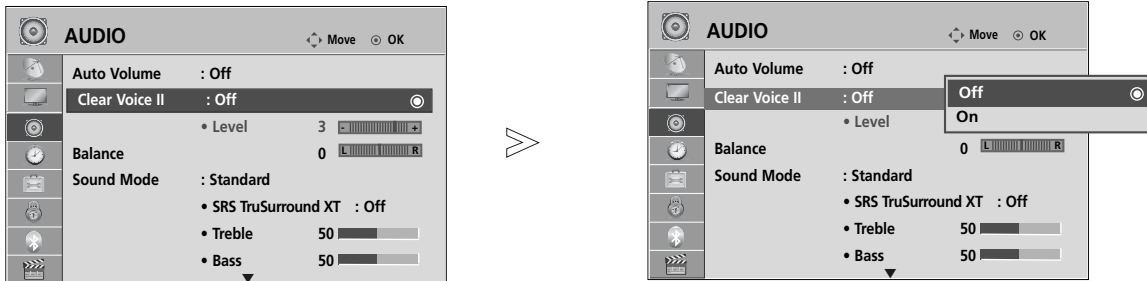 AUDIO
Move OK
Auto Volume : Off
Clear Voice II : Off
• Level 3 - +
Balance 0 L R
Sound Mode : Standard
• SRS TruSurround XT : Off
• Treble 50
• Bass 50
AUDIO
Move OK
Auto Volume : Off
Clear Voice II : Off
Off
On
• Level
Balance 0 L R
Sound Mode : Standard
• SRS TruSurround XT : Off
• Treble 50
• Bass 50